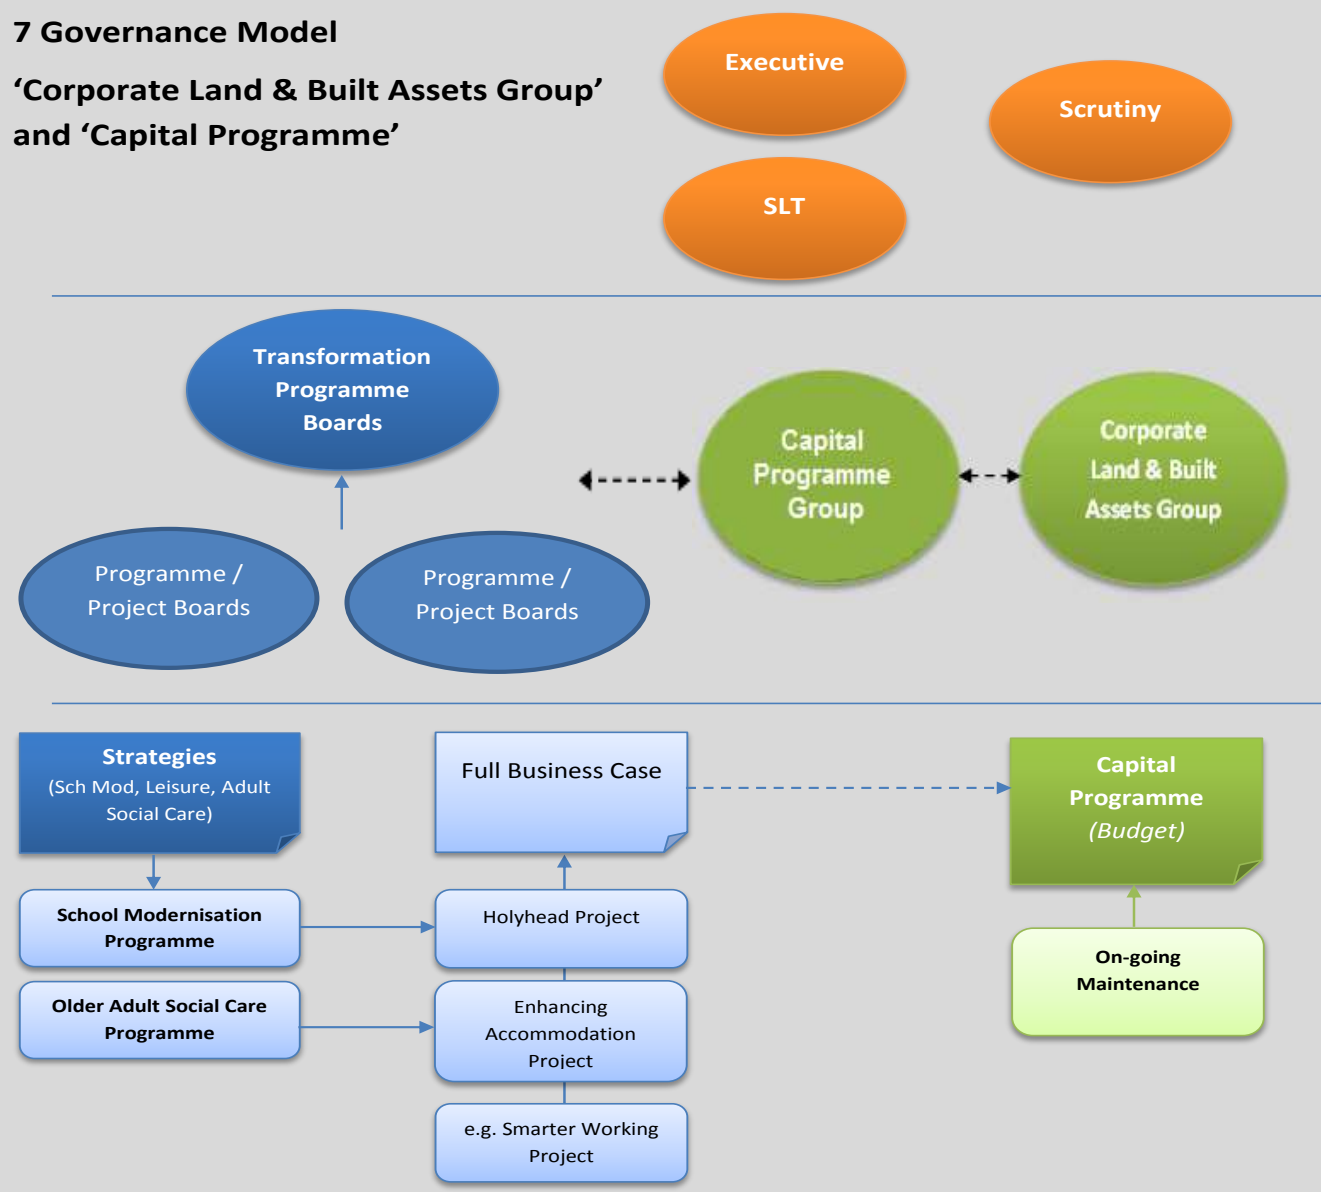 7 Governance Model
‘Corporate Land & Built Assets Group’
and ‘Capital Programme’
Executive
Scrutiny
SLT
Transformation
Programme
Boards
Capital
Programme
Group
Corporate
Land & Built
Assets Group
Programme /
Project Boards
Programme /
Project Boards
Strategies
(Sch Mod, Leisure, Adult
Social Care)
Full Business Case
Capital
Programme
(Budget)
School Modernisation
Programme
Holyhead Project
On-going
Maintenance
Older Adult Social Care
Programme
Enhancing
Accommodation
Project
e.g. Smarter Working
Project